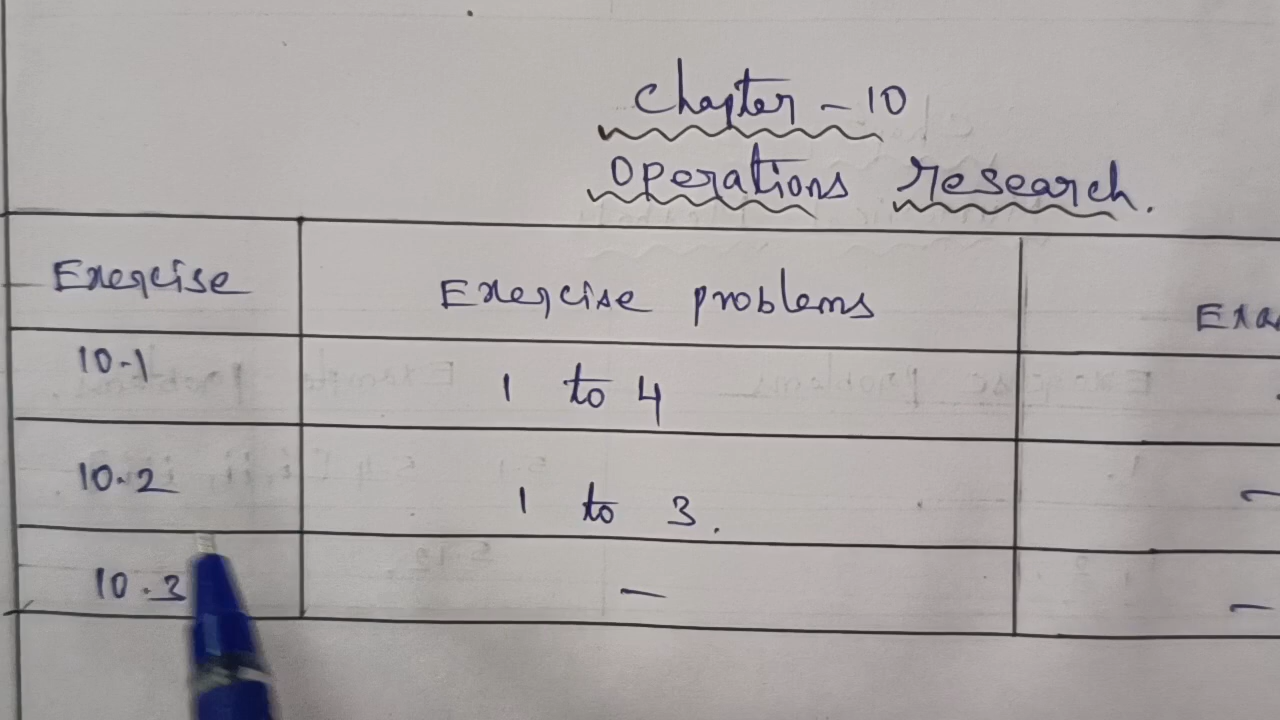 Chapter - 10
Operations research.
Exercise Exercise problems
10.1 1 to 4
10.2 1 to 3. -
10.3 - -